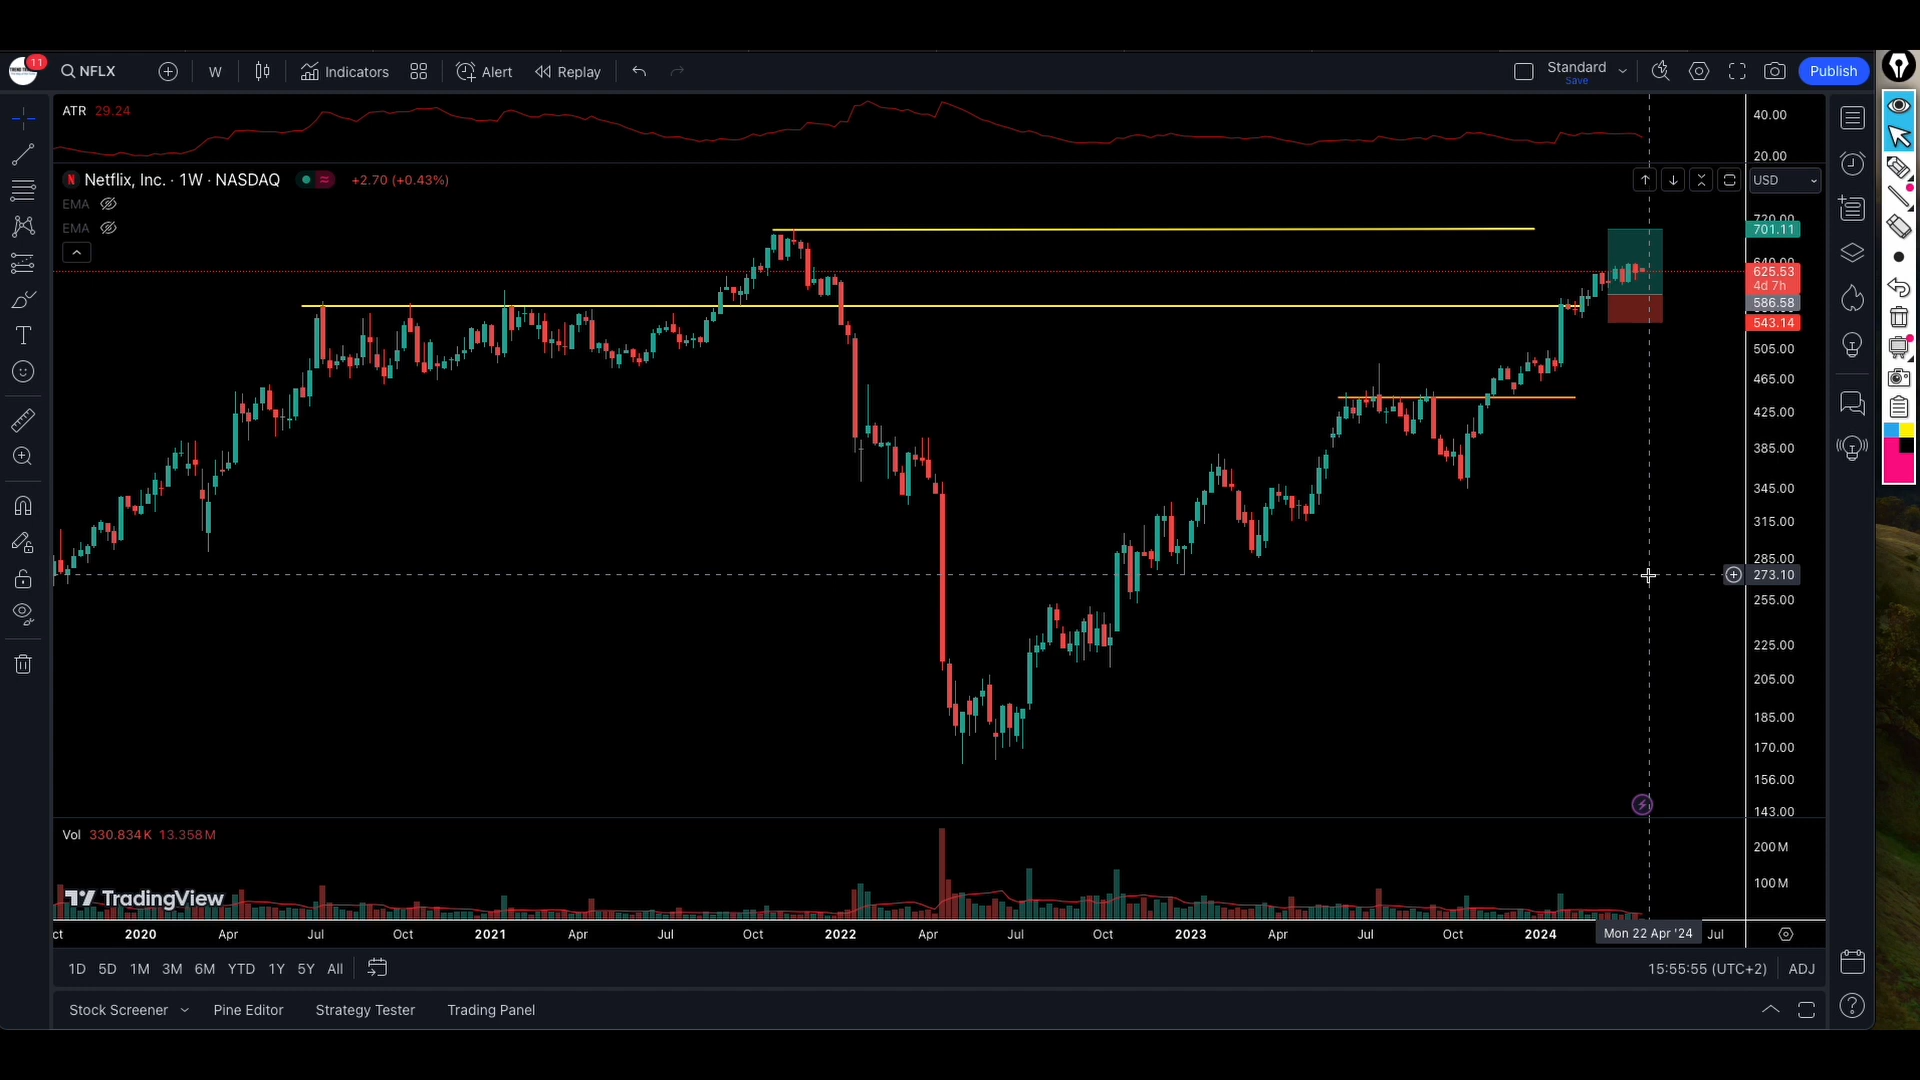 11
NFLX
W
Indicators
Alert
Replay
Standard
Save
Publish
ATR 29.24
40.00
20.00
N
Netflix, Inc. · 1W · NASDAQ
+2.70 (+0.43%)
USD
EMA
EMA
720.00
701.11
640.00
625.53
4d 7h
586.58
543.14
505.00
465.00
425.00
385.00
345.00
315.00
285.00
273.10
255.00
225.00
205.00
185.00
170.00
156.00
143.00
Vol 330.834K 13.358M
200M
100M
TradingView
ct
2020
Apr
Jul
Oct
2021
Apr
Jul
Oct
2022
Apr
Jul
Oct
2023
Apr
Jul
Oct
2024
Mon 22 Apr '24
Jul
1D 5D 1M 3M 6M YTD 1Y 5Y All
15:55:55 (UTC+2)
ADJ
Stock Screener
Pine Editor
Strategy Tester
Trading Panel